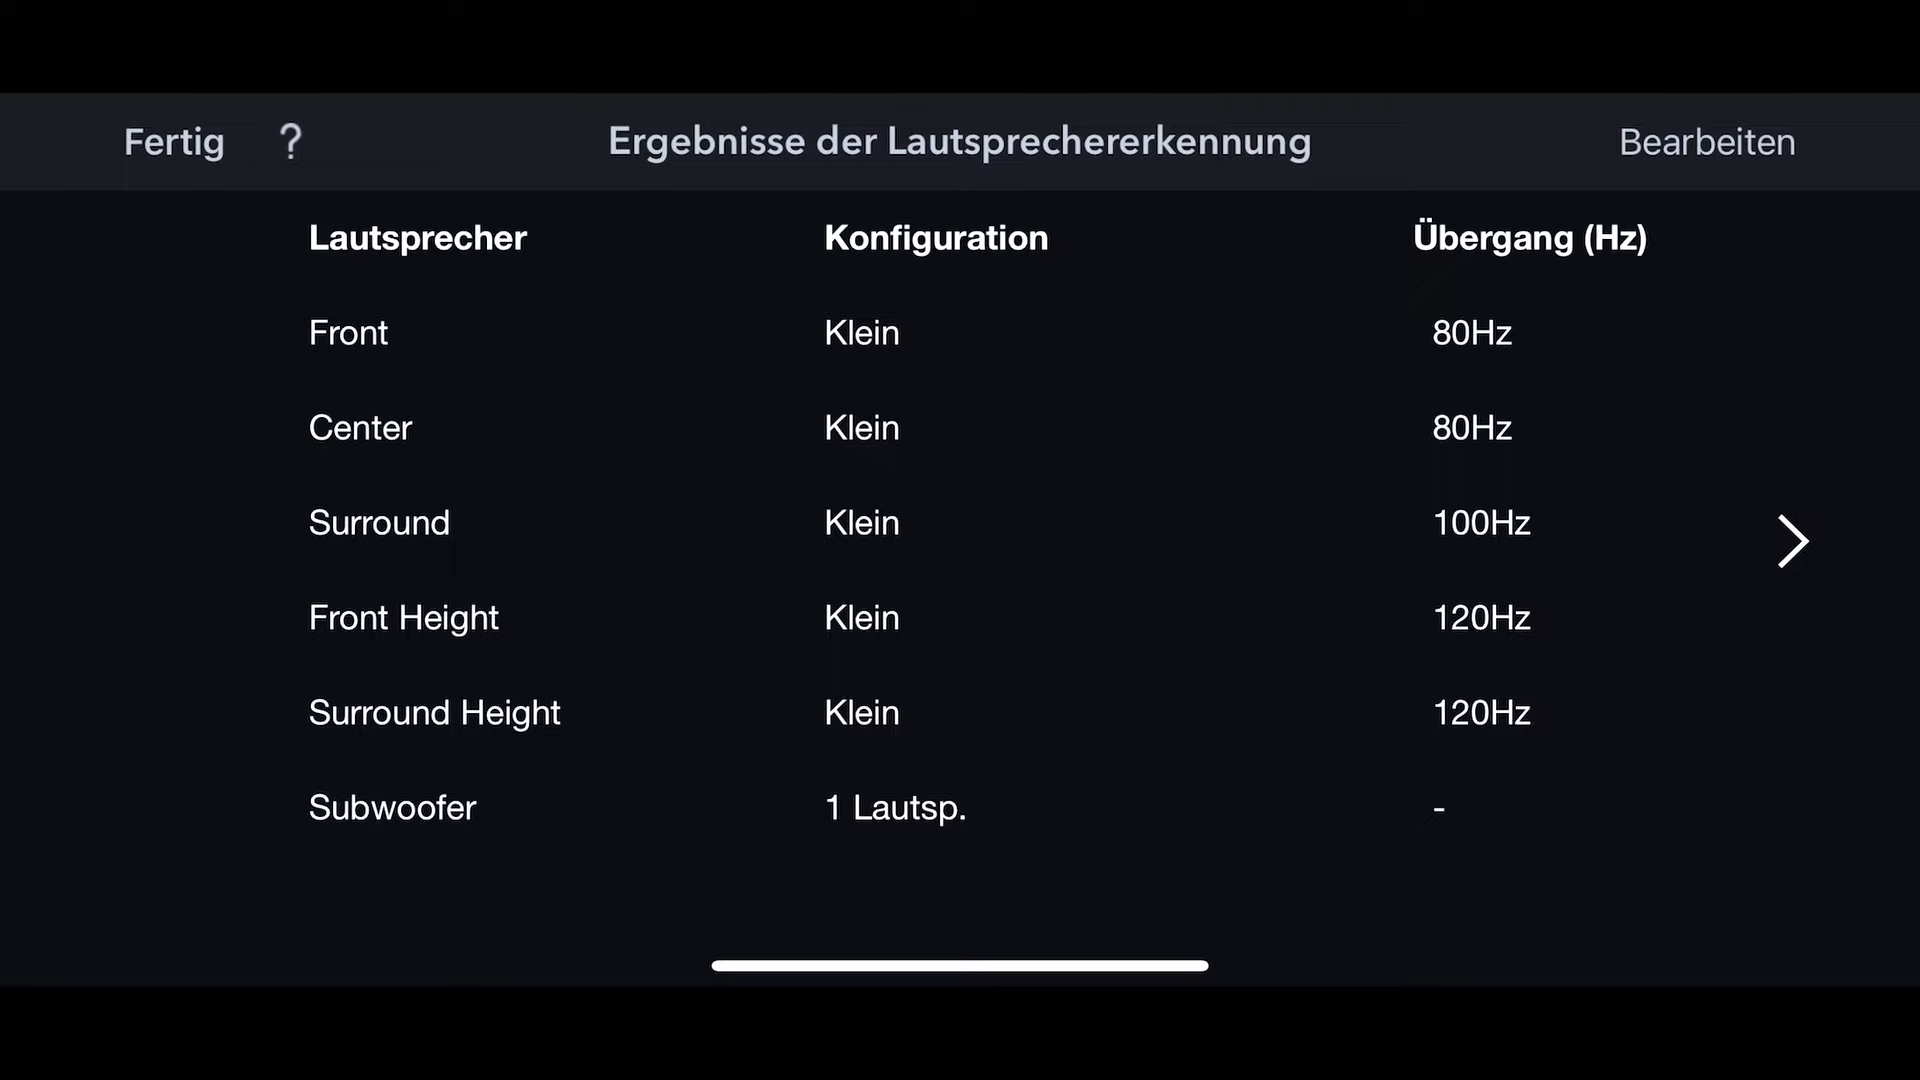 Fertig ? Ergebnisse der Lautsprechererkennung Bearbeiten
Lautsprecher Konfiguration Übergang (Hz)
Front Klein 80Hz
Center Klein 80Hz
Surround Klein 100Hz
Front Height Klein 120Hz
Surround Height Klein 120Hz
Subwoofer 1 Lautsp. -